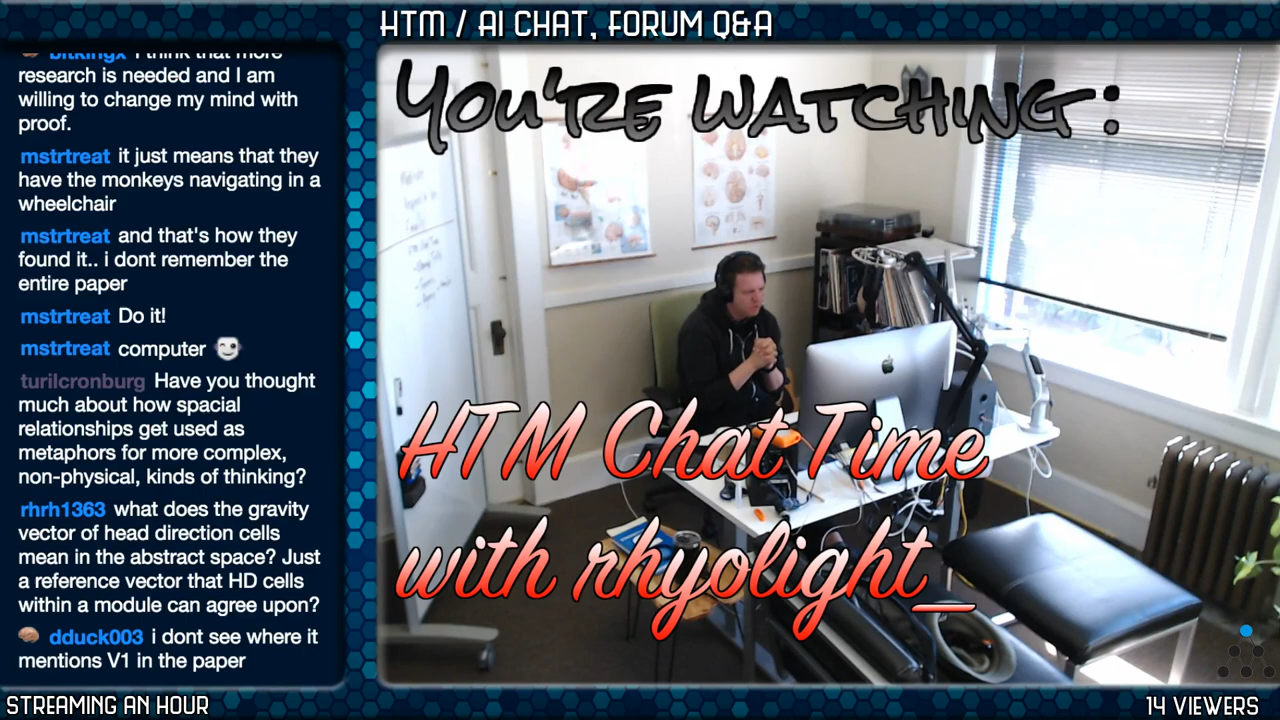 HTM / AI CHAT, FORUM Q&A
bitkingx I think that more
research is needed and I am
willing to change my mind with
proof.
mstrtreat it just means that they
have the monkeys navigating in a
wheelchair
mstrtreat and that's how they
found it.. i dont remember the
entire paper
mstrtreat Do it!
mstrtreat computer
turilcronburg Have you thought
much about how spacial
relationships get used as
metaphors for more complex,
non-physical, kinds of thinking?
rhrh1363 what does the gravity
vector of head direction cells
mean in the abstract space? Just
a reference vector that HD cells
within a module can agree upon?
dduck003 i dont see where it
mentions V1 in the paper
You're watching:
HTM Chat Time
with rhyolight_
STREAMING AN HOUR
14 VIEWERS